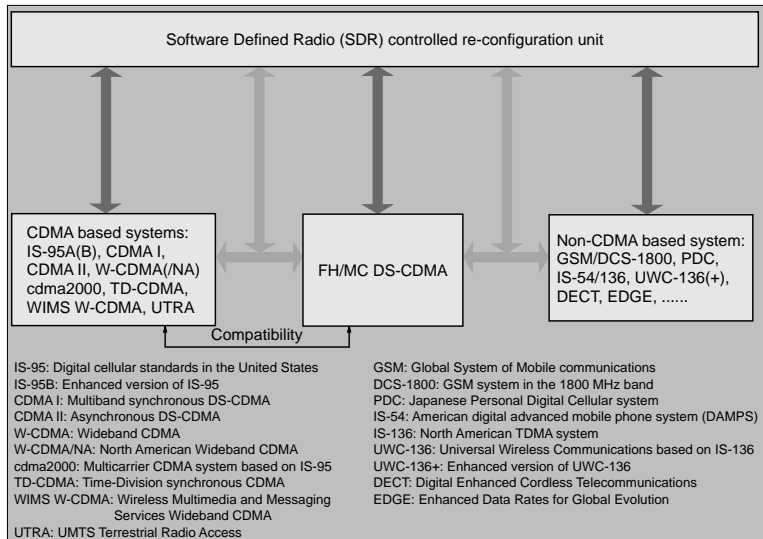 Software Defined Radio (SDR) controlled re-configuration unit
CDMA based systems:
IS-95A(B), CDMA I,
CDMA II, W-CDMA(/NA)
cdma2000, TD-CDMA,
WIMS W-CDMA, UTRA
FH/MC DS-CDMA
Non-CDMA based system:
GSM/DCS-1800, PDC,
IS-54/136, UWC-136(+),
DECT, EDGE, ......
Compatibility
IS-95: Digital cellular standards in the United States
IS-95B: Enhanced version of IS-95
CDMA I: Multiband synchronous DS-CDMA
CDMA II: Asynchronous DS-CDMA
W-CDMA: Wideband CDMA
W-CDMA/NA: North American Wideband CDMA
cdma2000: Multicarrier CDMA system based on IS-95
TD-CDMA: Time-Division synchronous CDMA
WIMS W-CDMA: Wireless Multimedia and Messaging
Services Wideband CDMA
UTRA: UMTS Terrestrial Radio Access
GSM: Global System of Mobile communications
DCS-1800: GSM system in the 1800 MHz band
PDC: Japanese Personal Digital Cellular system
IS-54: American digital advanced mobile phone system (DAMPS)
IS-136: North American TDMA system
UWC-136: Universal Wireless Communications based on IS-136
UWC-136+: Enhanced version of UWC-136
DECT: Digital Enhanced Cordless Telecommunications
EDGE: Enhanced Data Rates for Global Evolution